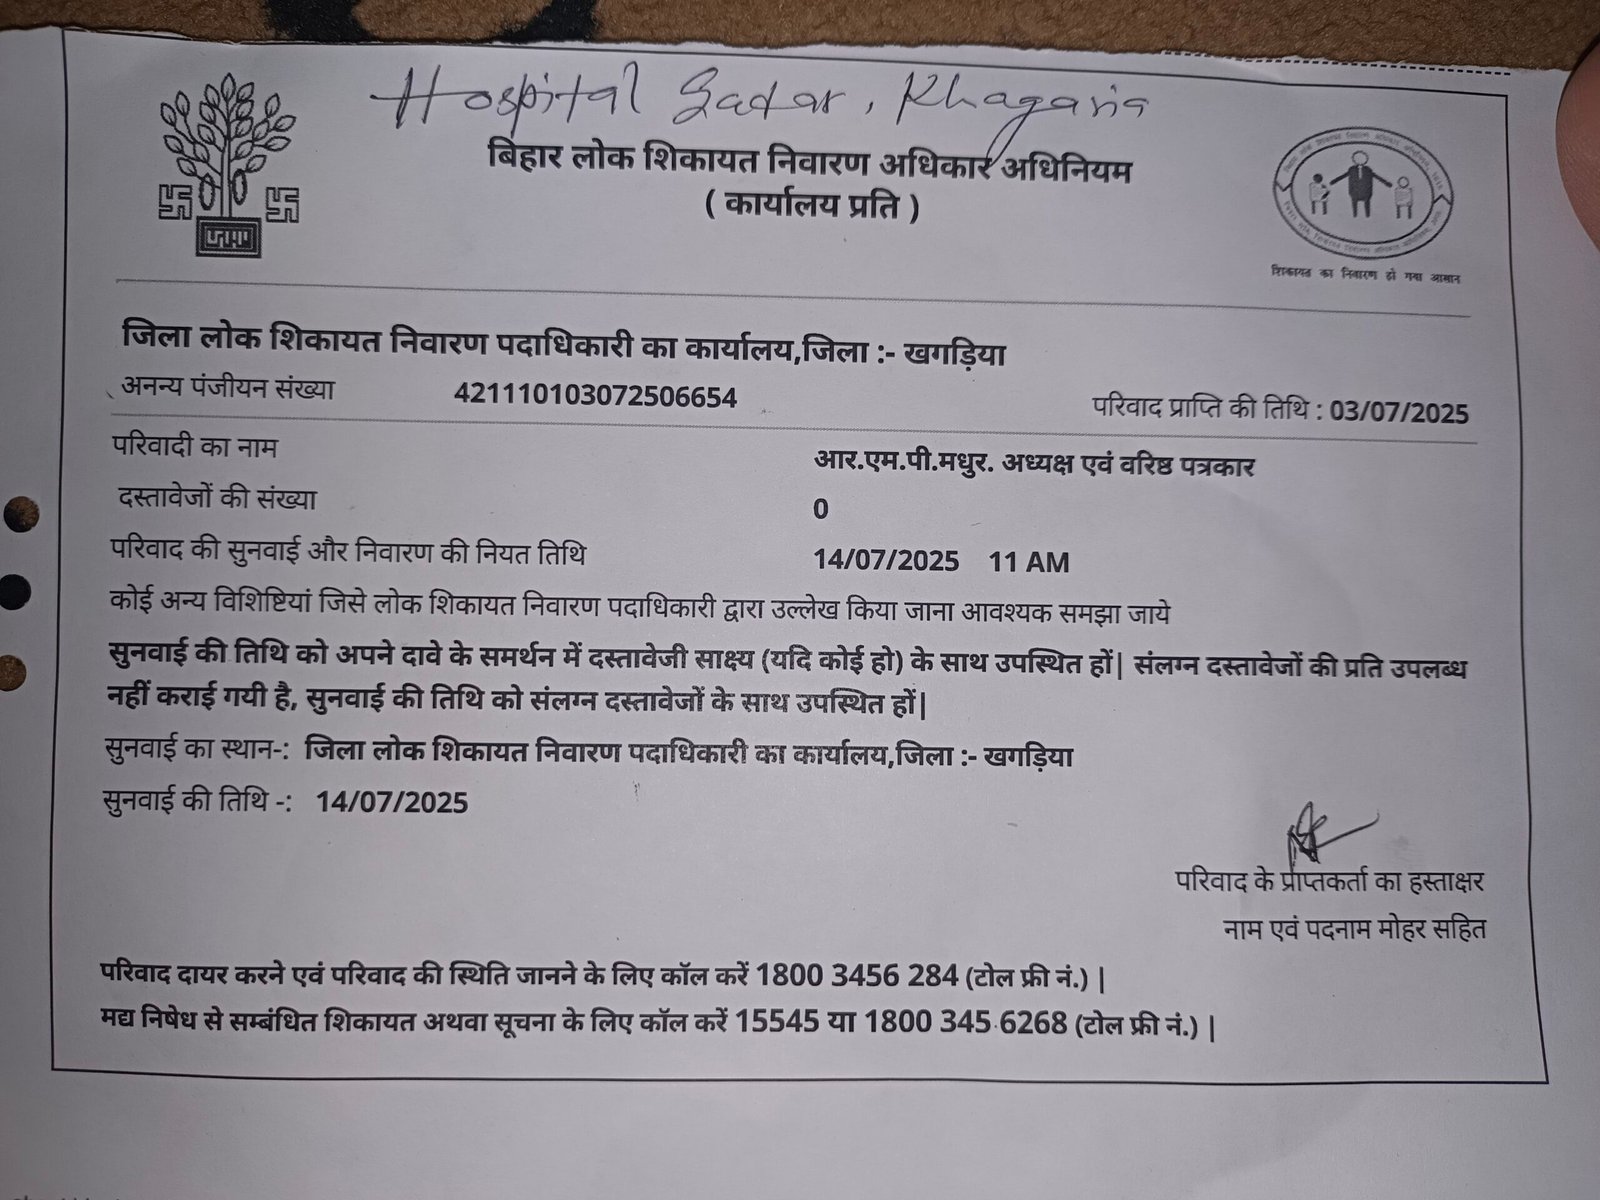 Hospital Sadar, Khagaria
बिहार लोक शिकायत निवारण अधिकार अधिनियम
( कार्यालय प्रति )
शिकायत का निवारण हो गया आसान
जिला लोक शिकायत निवारण पदाधिकारी का कार्यालय,जिला :- खगड़िया
अनन्य पंजीयन संख्या 421110103072506654 परिवाद प्राप्ति की तिथि : 03/07/2025
परिवादी का नाम आर.एम.पी.मधुर. अध्यक्ष एवं वरिष्ठ पत्रकार
दस्तावेजों की संख्या 0
परिवाद की सुनवाई और निवारण की नियत तिथि 14/07/2025 11 AM
कोई अन्य विशिष्टियां जिसे लोक शिकायत निवारण पदाधिकारी द्वारा उल्लेख किया जाना आवश्यक समझा जाये
सुनवाई की तिथि को अपने दावे के समर्थन में दस्तावेजी साक्ष्य (यदि कोई हो) के साथ उपस्थित हों| संलग्न दस्तावेजों की प्रति उपलब्ध
नहीं कराई गयी है, सुनवाई की तिथि को संलग्न दस्तावेजों के साथ उपस्थित हों|
सुनवाई का स्थान-: जिला लोक शिकायत निवारण पदाधिकारी का कार्यालय,जिला :- खगड़िया
सुनवाई की तिथि -: 14/07/2025
परिवाद के प्राप्तकर्ता का हस्ताक्षर
नाम एवं पदनाम मोहर सहित
परिवाद दायर करने एवं परिवाद की स्थिति जानने के लिए कॉल करें 1800 3456 284 (टोल फ्री नं.) |
मद्य निषेध से सम्बंधित शिकायत अथवा सूचना के लिए कॉल करें 15545 या 1800 345 6268 (टोल फ्री नं.) |